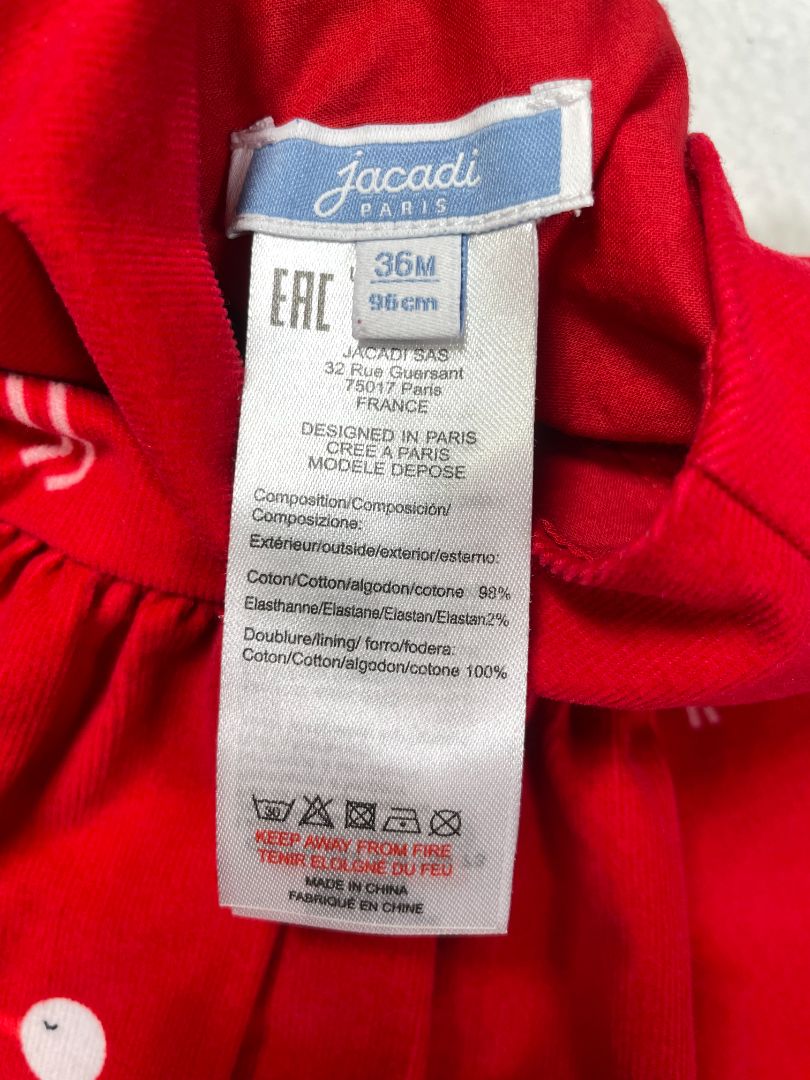 jacadi
PARIS
36M
96cm
EAC
JACADI SAS
32 Rue Guersant
75017 Paris
FRANCE
DESIGNED IN PARIS
CREE A PARIS
MODELE DEPOSE
Composition/Composición/
Composizione:
Extérieur/outside/exterior/esterno:
Coton/Cotton/algodon/cotone 98%
Elasthanne/Elastane/Elastan/Elastan2%
Doublure/lining/ forro/fodera:
Coton/Cotton/algodon/cotone 100%
30
KEEP AWAY FROM FIRE
TENIR ELOLGNÉ DU FEU
MADE IN CHINA
FABRIQUÉ EN CHINE